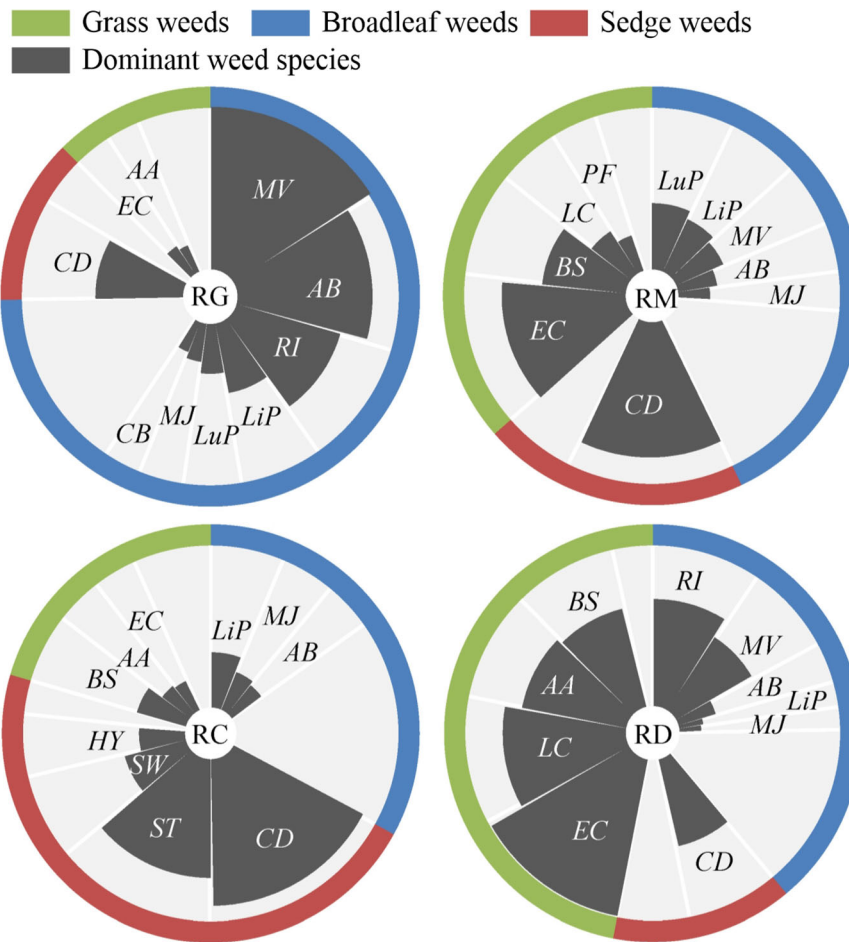 Grass weeds Broadleaf weeds Sedge weeds
Dominant weed species
AA
EC
CD
MV
AB
RI
LiP
LuP
MJ
CB
RG
PF
LC
BS
EC
CD
LuP
LiP
MV
AB
MJ
RM
EC
AA
BS
HY
SW
ST
CD
LiP
MJ
AB
RC
BS
AA
LC
EC
CD
RI
MV
AB
LiP
MJ
RD